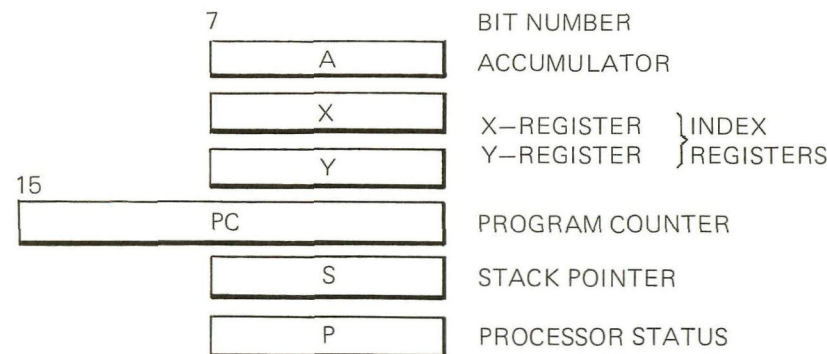 7 BIT NUMBER
A ACCUMULATOR
X X–REGISTER INDEX
Y Y–REGISTER REGISTERS
15
PC PROGRAM COUNTER
S STACK POINTER
P PROCESSOR STATUS